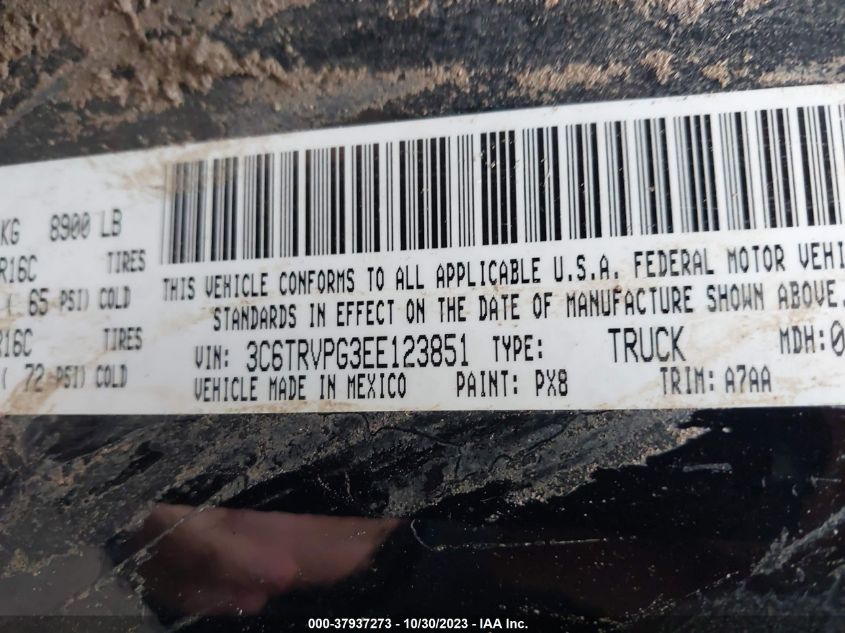 KG 8900 LB
R16C TIRES
( 65 PSI) COLD
R16C TIRES
( 72 PSI) COLD
THIS VEHICLE CONFORMS TO ALL APPLICABLE U.S.A. FEDERAL MOTOR VEHI
STANDARDS IN EFFECT ON THE DATE OF MANUFACTURE SHOWN ABOVE.
VIN: 3C6TRVPG3EE123851 TYPE: TRUCK MDH:0
VEHICLE MADE IN MEXICO PAINT: PX8 TRIM: A7AA
000-37937273 - 10/30/2023 - IAA Inc.